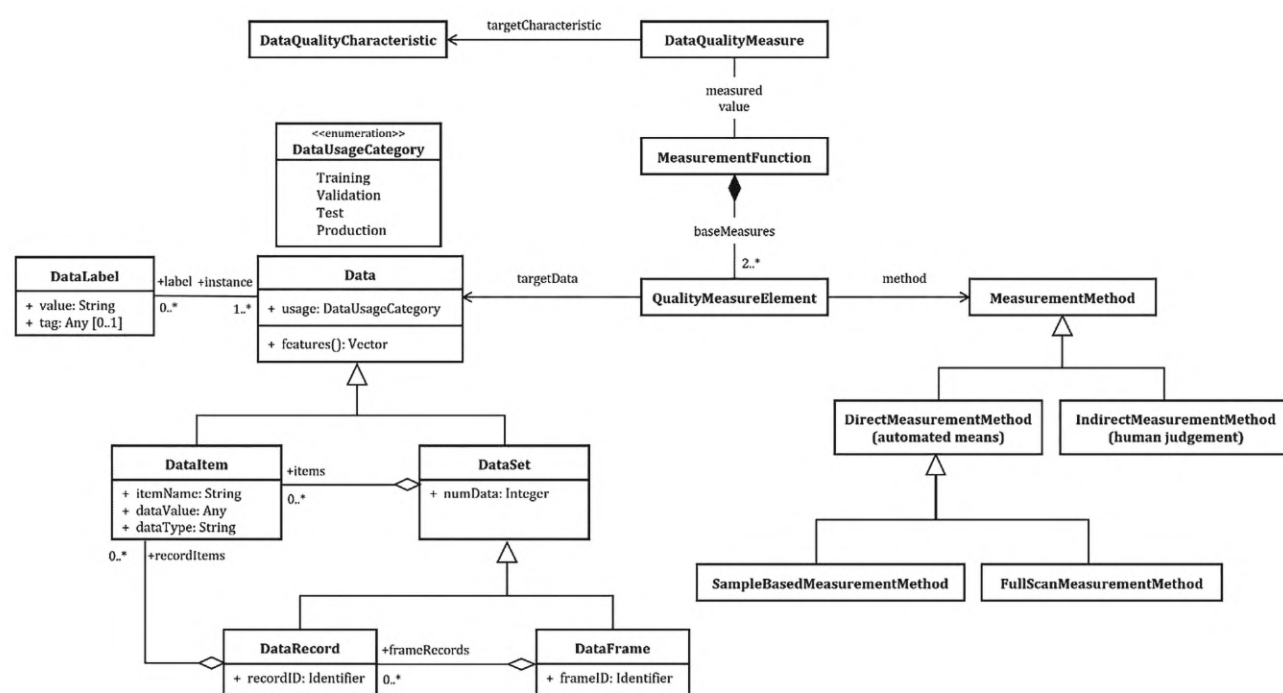 targetCharacteristic
DataQualityCharacteristic
DataQualityMeasure
measured
value
<<enumeration>>
DataUsageCategory
Training
Validation
Test
Production
MeasurementFunction
baseMeasures
2..*
DataLabel
+ value: String
+ tag: Any [0..1]
+label
+instance
0..*
1..*
Data
+ usage: DataUsageCategory
+ features(): Vector
targetData
QualityMeasureElement
method
MeasurementMethod
DirectMeasurementMethod
(automated means)
IndirectMeasurementMethod
(human judgement)
DataItem
+ itemName: String
+ dataValue: Any
+ dataType: String
+items
0..*
DataSet
+ numData: Integer
0..*
+recordItems
SampleBasedMeasurementMethod
FullScanMeasurementMethod
DataRecord
+ recordID: Identifier
+frameRecords
0..*
DataFrame
+ frameID: Identifier